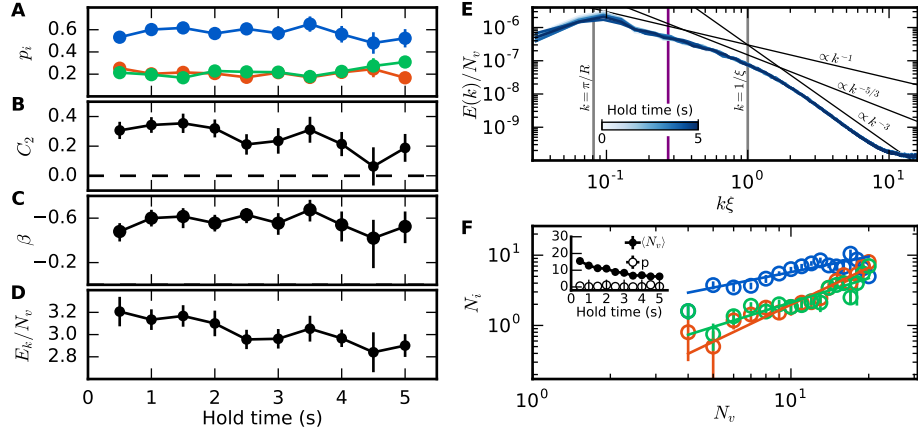 A
0.6
0.2
p_i
B
0.4
0.0
C_2
C
−0.6
−0.2
β
D
3.2
3.0
2.8
E_k/N_v
0 1 2 3 4 5
Hold time (s)
E
10^{-6}
10^{-7}
10^{-8}
10^{-9}
E(k)/N_v
k=π/R
k=1/ξ
∝k^{−1}
∝k^{−5/3}
∝k^{−3}
Hold time (s)
0 5
10^{-1} 10^{0} 10^{1}
kξ
F
10^{1}
10^{0}
N_i
30
20
10
0
⟨N_v⟩
p
0 1 2 3 4 5
Hold time (s)
10^{0} 10^{1}
N_v